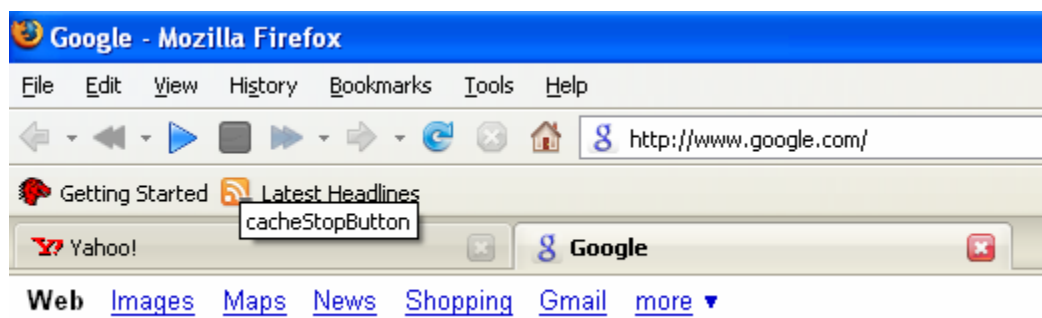 Google - Mozilla Firefox
File Edit View History Bookmarks Tools Help
http://www.google.com/
Getting Started Latest Headlines
cacheStopButton
Yahoo! Google
Web Images Maps News Shopping Gmail more ▼